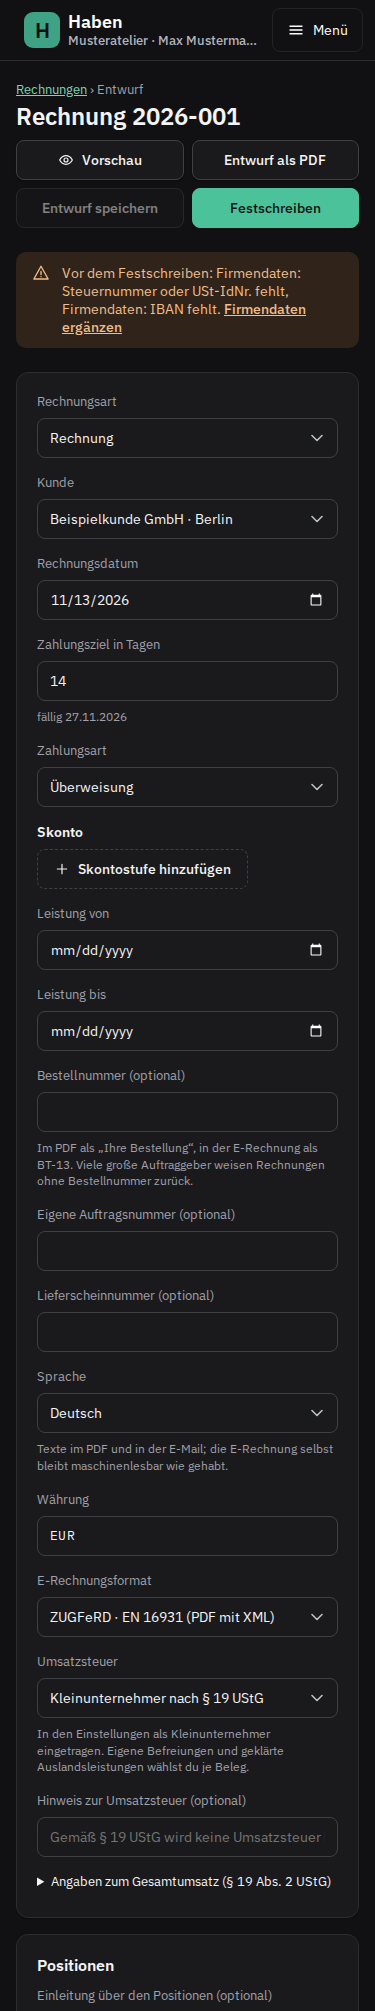 H
Haben
Musteratelier · Max Musterma...
Menü
Rechnungen › Entwurf
Rechnung 2026-001
Vorschau
Entwurf als PDF
Entwurf speichern
Festschreiben
Vor dem Festschreiben: Firmendaten:
Steuernummer oder USt-IdNr. fehlt,
Firmendaten: IBAN fehlt. Firmendaten
ergänzen
Rechnungsart
Rechnung
Kunde
Beispielkunde GmbH · Berlin
Rechnungsdatum
11/13/2026
Zahlungsziel in Tagen
14
fällig 27.11.2026
Zahlungsart
Überweisung
Skonto
Skontostufe hinzufügen
Leistung von
mm/dd/yyyy
Leistung bis
mm/dd/yyyy
Bestellnummer (optional)
Im PDF als „Ihre Bestellung“, in der E-Rechnung als
BT-13. Viele große Auftraggeber weisen Rechnungen
ohne Bestellnummer zurück.
Eigene Auftragsnummer (optional)
Lieferscheinnummer (optional)
Sprache
Deutsch
Texte im PDF und in der E-Mail; die E-Rechnung selbst
bleibt maschinenlesbar wie gehabt.
Währung
EUR
E-Rechnungsformat
ZUGFeRD · EN 16931 (PDF mit XML)
Umsatzsteuer
Kleinunternehmer nach § 19 UStG
In den Einstellungen als Kleinunternehmer
eingetragen. Eigene Befreiungen und geklärte
Auslandsleistungen wählst du je Beleg.
Hinweis zur Umsatzsteuer (optional)
Gemäß § 19 UStG wird keine Umsatzsteuer
Angaben zum Gesamtumsatz (§ 19 Abs. 2 UStG)
Positionen
Einleitung über den Positionen (optional)